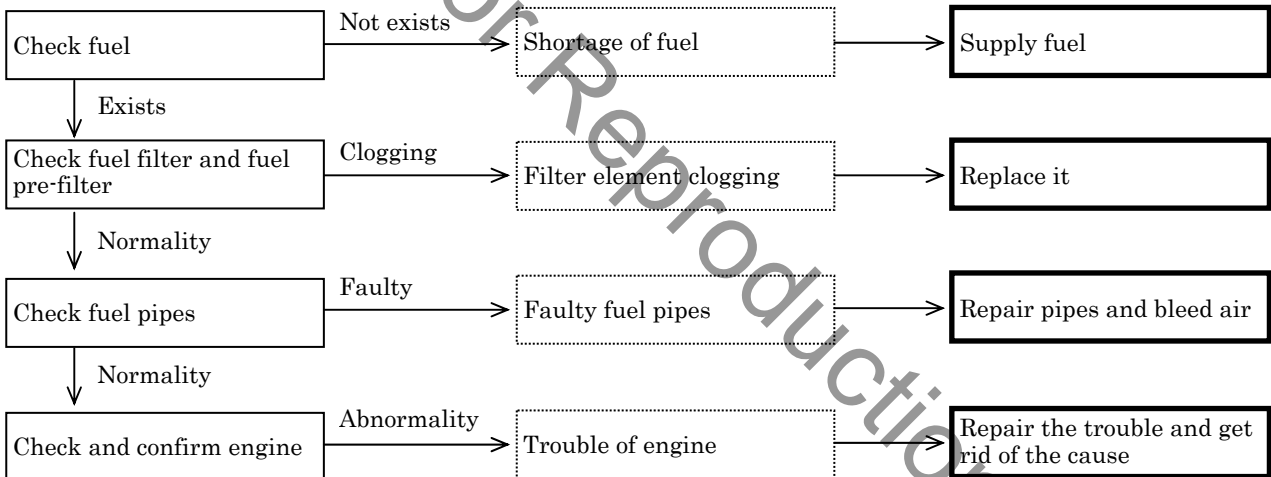 Not exists
Check fuel
Shortage of fuel
Supply fuel
Exists
Check fuel filter and fuel
pre-filter
Clogging
Filter element clogging
Replace it
Normality
Check fuel pipes
Faulty
Faulty fuel pipes
Repair pipes and bleed air
Normality
Check and confirm engine
Abnormality
Trouble of engine
Repair the trouble and get
rid of the cause
or Reproduction